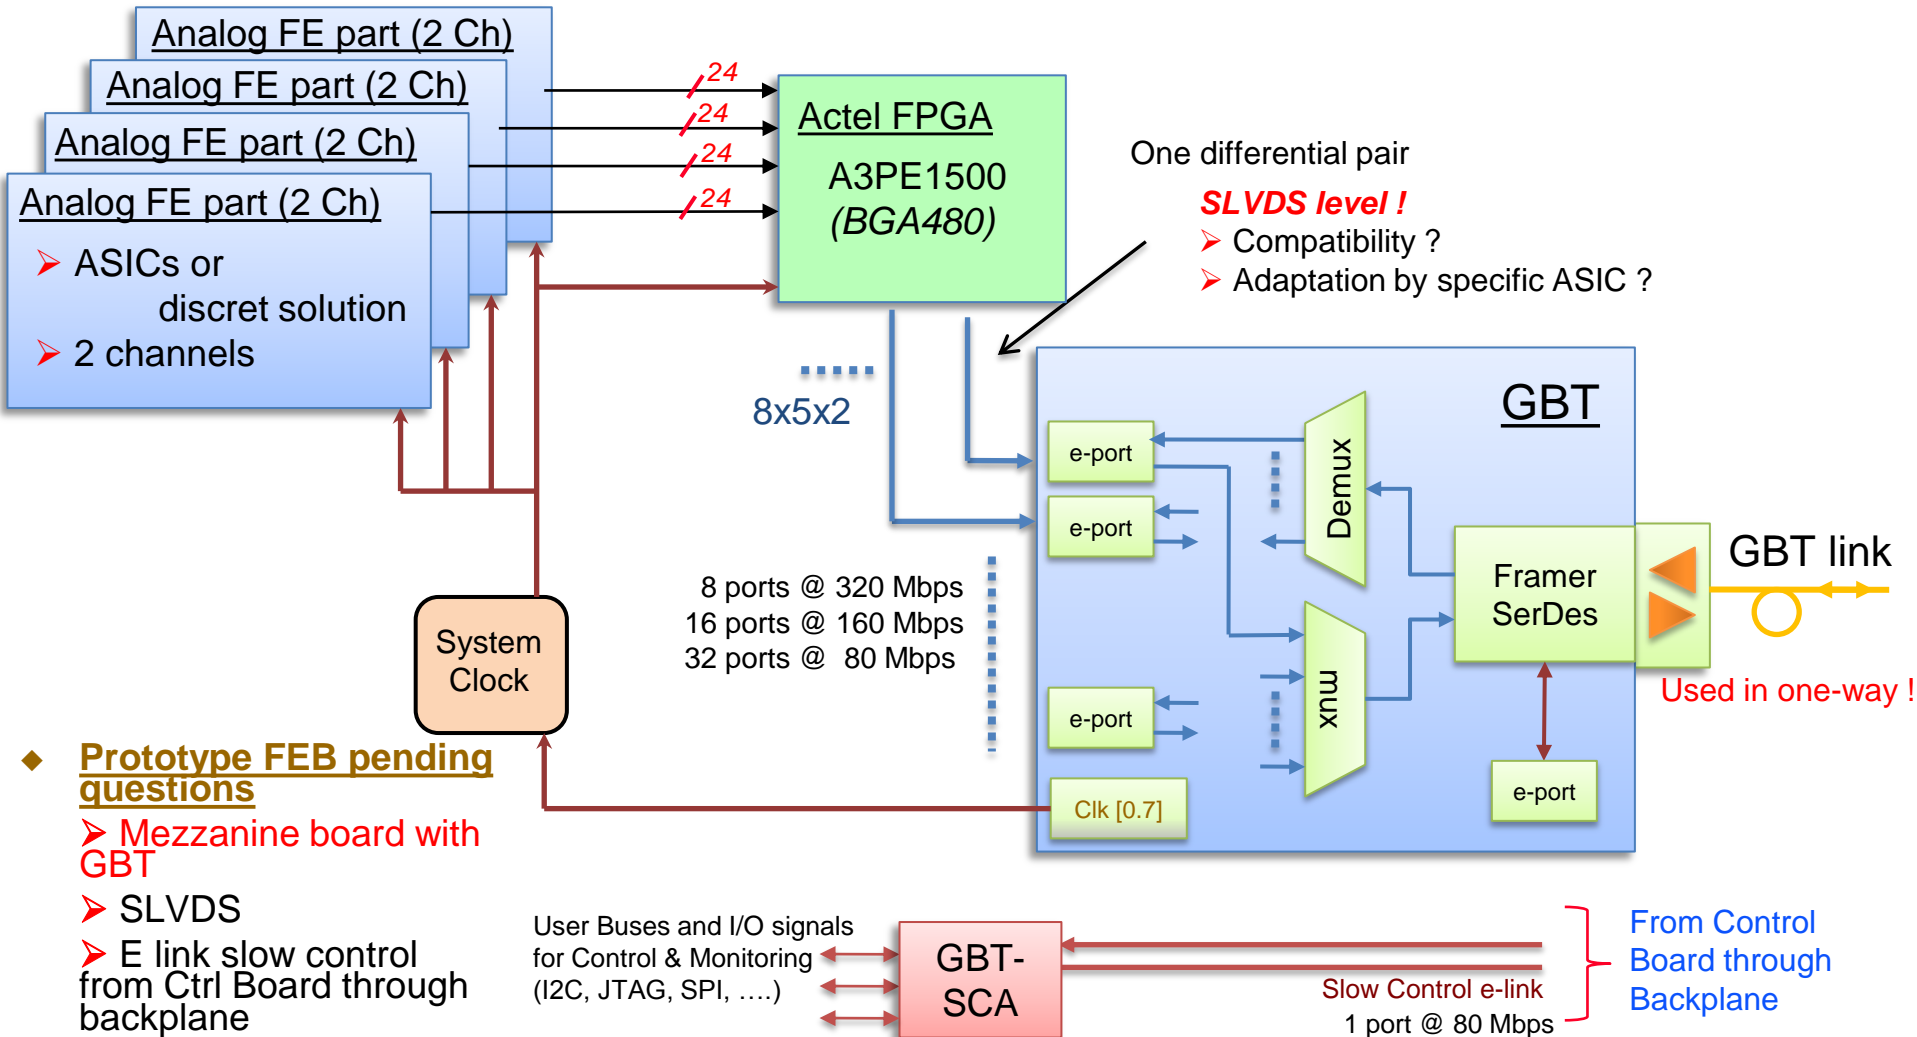 Analog FE part (2 Ch)
Analog FE part (2 Ch)
Analog FE part (2 Ch)
Analog FE part (2 Ch)
➢ ASICs or
discret solution
➢ 2 channels
24
24
24
24
Actel FPGA
A3PE1500
(BGA480)
One differential pair
SLVDS level !
➢ Compatibility ?
➢ Adaptation by specific ASIC ?
8x5x2
GBT
e-port
e-port
e-port
Demux
mux
Framer
SerDes
e-port
Clk [0.7]
GBT link
Used in one-way !
8 ports @ 320 Mbps
16 ports @ 160 Mbps
32 ports @ 80 Mbps
System
Clock
◆ Prototype FEB pending
questions
➢ Mezzanine board with
GBT
➢ SLVDS
➢ E link slow control
from Ctrl Board through
backplane
User Buses and I/O signals
for Control & Monitoring
(I2C, JTAG, SPI, ….)
GBT-
SCA
Slow Control e-link
1 port @ 80 Mbps
From Control
Board through
Backplane